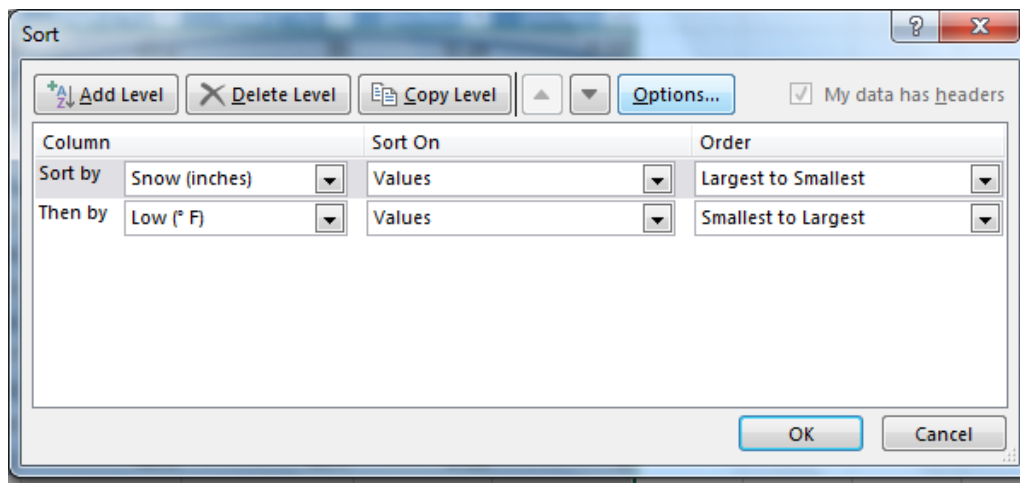 Sort
Add Level Delete Level Copy Level Options... My data has headers
Column Sort On Order
Sort by Snow (inches) Values Largest to Smallest
Then by Low (° F) Values Smallest to Largest
OK Cancel